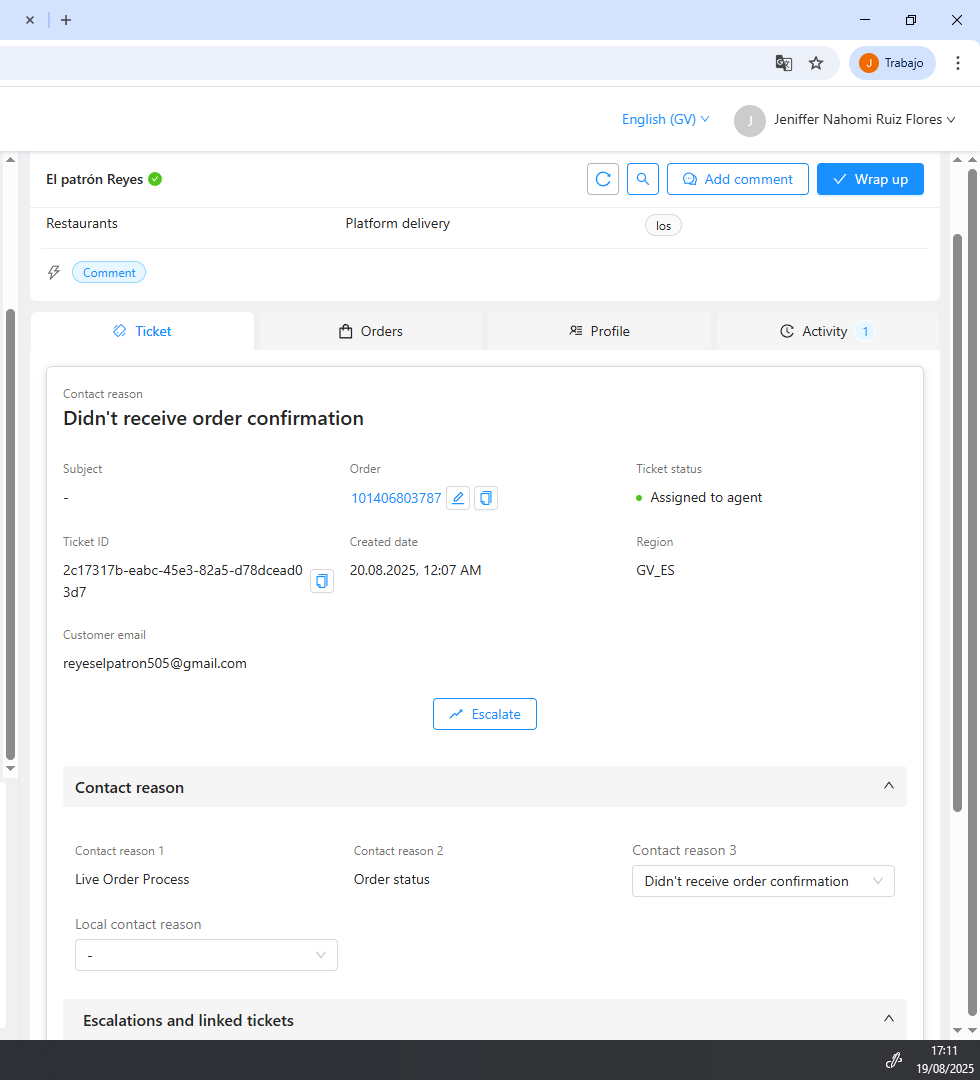 J Trabajo
English (GV)
J Jeniffer Nahomi Ruiz Flores
El patrón Reyes
Add comment
Wrap up
Restaurants
Platform delivery
Ios
Comment
Ticket
Orders
Profile
Activity 1
Contact reason
Didn't receive order confirmation
Subject
Order
Ticket status
-
101406803787
Assigned to agent
Ticket ID
Created date
Region
2c17317b-eabc-45e3-82a5-d78dcead0
3d7
20.08.2025, 12:07 AM
GV_ES
Customer email
reyeselpatron505@gmail.com
Escalate
Contact reason
Contact reason 1
Contact reason 2
Contact reason 3
Live Order Process
Order status
Didn't receive order confirmation
Local contact reason
-
Escalations and linked tickets
17:11
19/08/2025